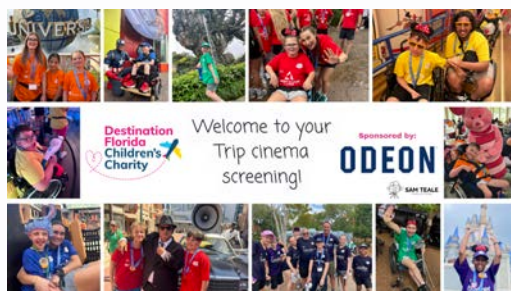 UNIVERS
Destination
Florida
Children's
Charity
Welcome to your
Trip cinema
screening!
Sponsored by:
ODEON
SAM TEALE